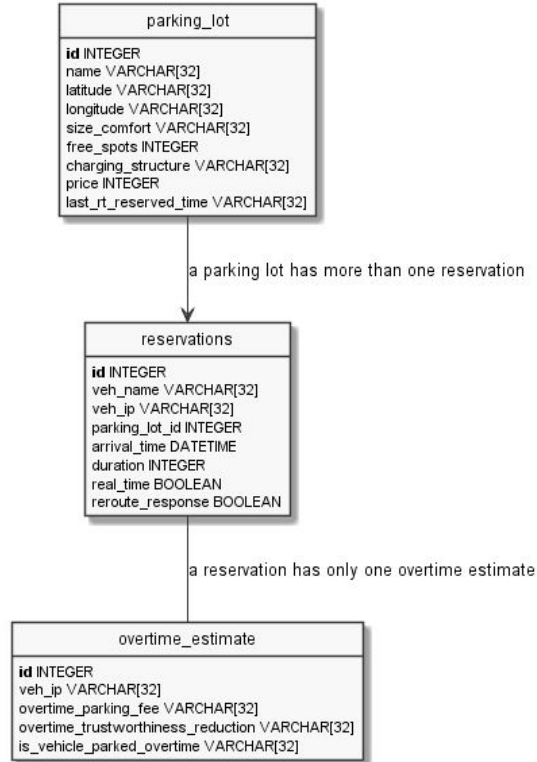 parking_lot
id INTEGER
name VARCHAR[32]
latitude VARCHAR[32]
longitude VARCHAR[32]
size_comfort VARCHAR[32]
free_spots INTEGER
charging_structure VARCHAR[32]
price INTEGER
last_rt_reserved_time VARCHAR[32]
a parking lot has more than one reservation
reservations
id INTEGER
veh_name VARCHAR[32]
veh_ip VARCHAR[32]
parking_lot_id INTEGER
arrival_time DATETIME
duration INTEGER
real_time BOOLEAN
reroute_response BOOLEAN
a reservation has only one overtime estimate
overtime_estimate
id INTEGER
veh_ip VARCHAR[32]
overtime_parking_fee VARCHAR[32]
overtime_trustworthiness_reduction VARCHAR[32]
is_vehicle_parked_overtime VARCHAR[32]